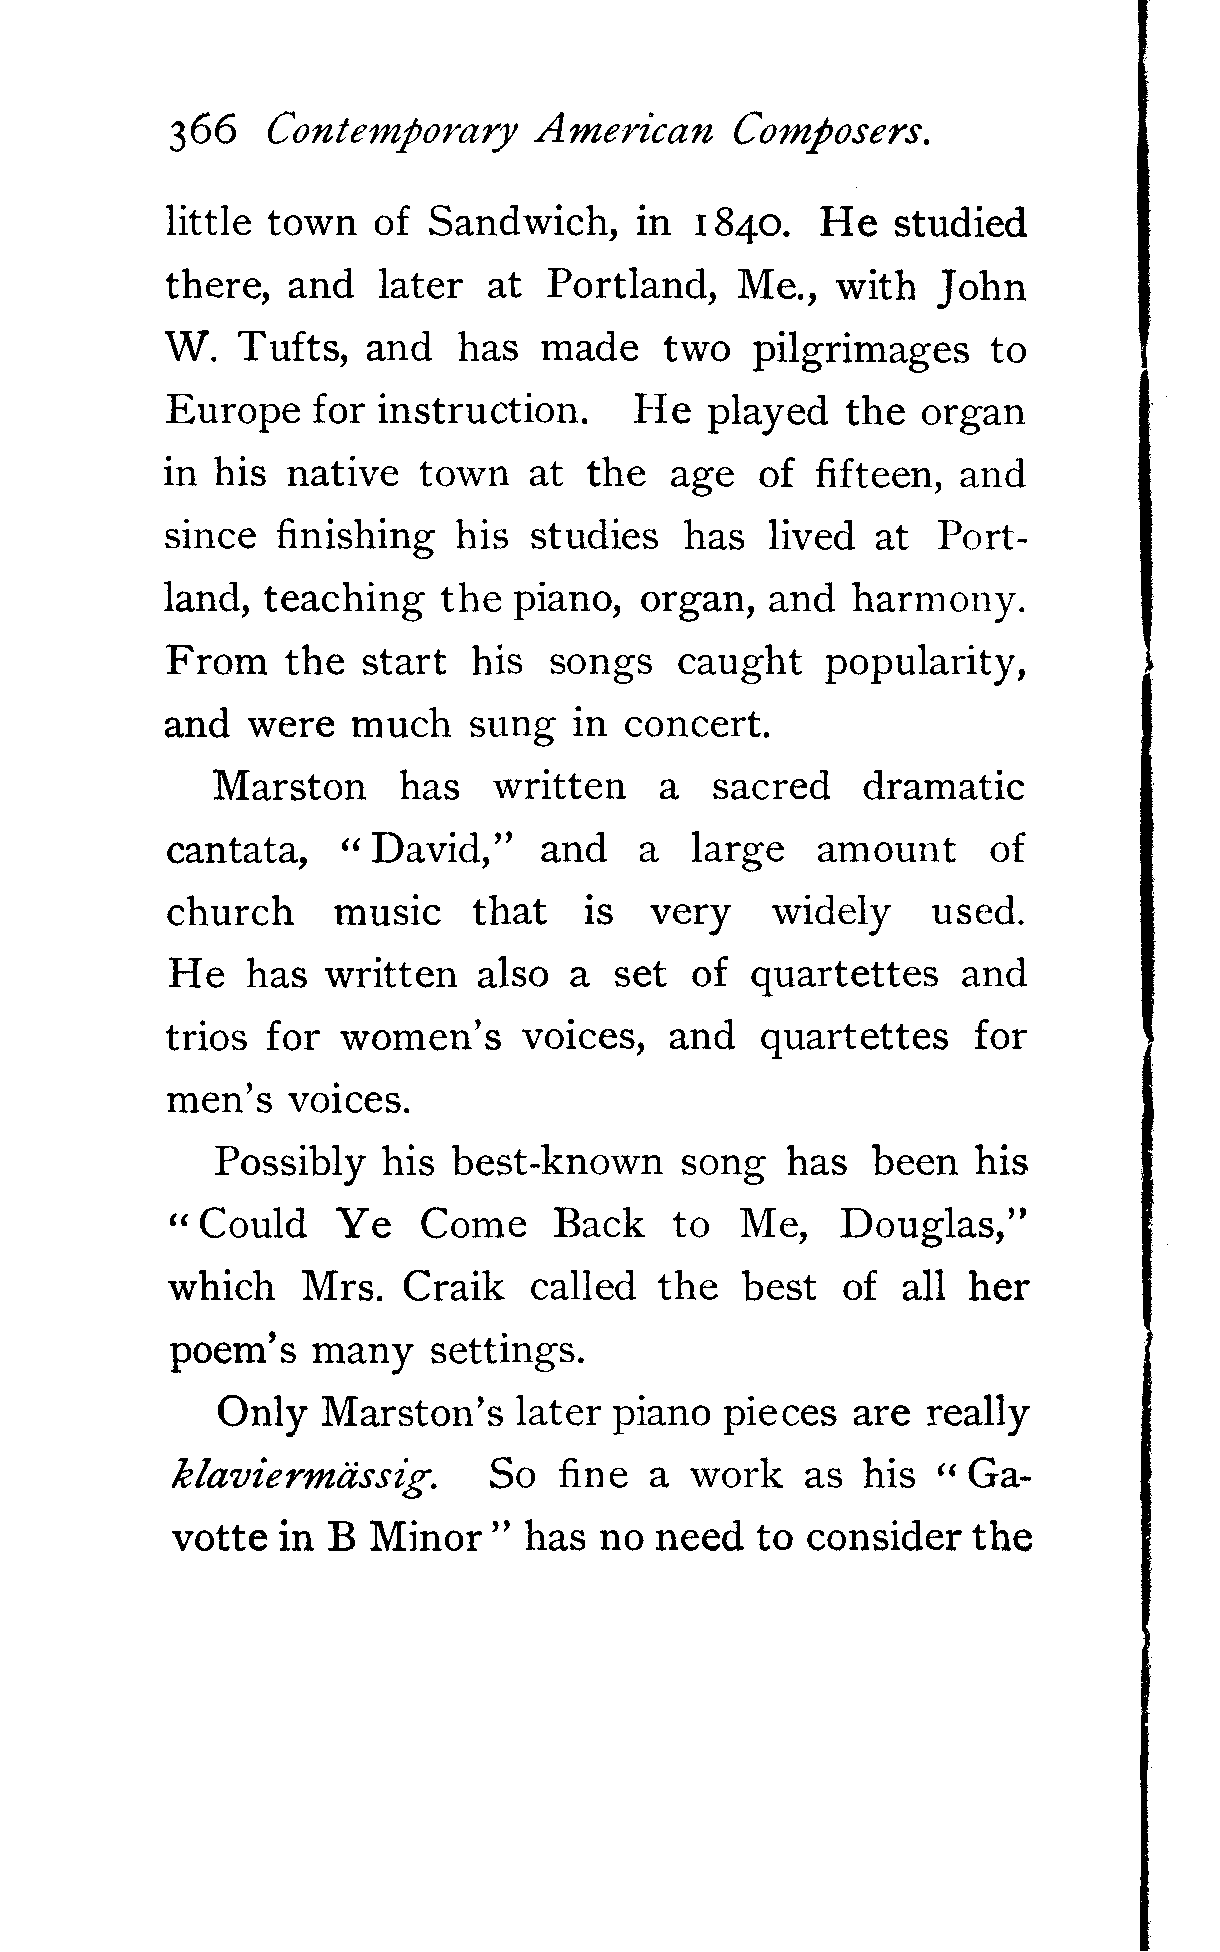 366 Contemporary American Composers.
little town of Sandwich, in 1840. He studied
there, and later at Portland, Me., with John
W. Tufts, and has made two pilgrimages to
Europe for instruction. He played the organ
in his native town at the age of fifteen, and
since finishing his studies has lived at Port-
land, teaching the piano, organ, and harmony.
From the start his songs caught popularity,
and were much sung in concert.
Marston has written a sacred dramatic
cantata, “David,” and a large amount of
church music that is very widely used.
He has written also a set of quartettes and
trios for women's voices, and quartettes for
men's voices.
Possibly his best-known song has been his
“Could Ye Come Back to Me, Douglas,”
which Mrs. Craik called the best of all her
poem's many settings.
Only Marston's later piano pieces are really
klaviermässig. So fine a work as his “Ga-
votte in B Minor” has no need to consider the